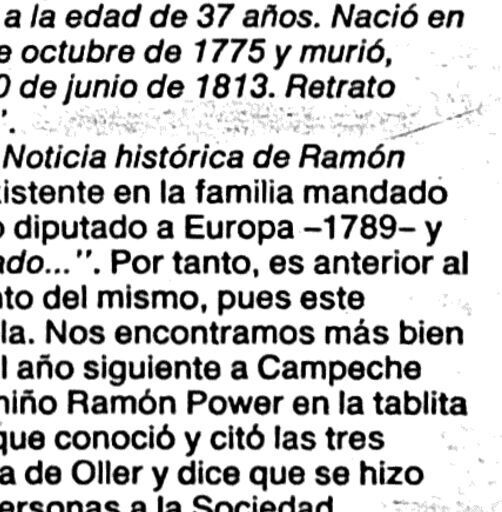 a la edad de 37 años. Nació en
e octubre de 1775 y murió,
0 de junio de 1813. Retrato
".
Noticia histórica de Ramón
istente en la familia mandado
o diputado a Europa –1789– y
ado...". Por tanto, es anterior al
to del mismo, pues este
la. Nos encontramos más bien
l año siguiente a Campeche
niño Ramón Power en la tablita
que conoció y citó las tres
a de Oller y dice que se hizo
ersonas a la Sociedad